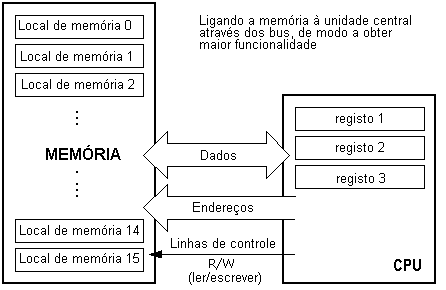 Local de memória 0
Local de memória 1
Local de memória 2
MEMÓRIA
Local de memória 14
Local de memória 15
Ligando a memória à unidade central
através dos bus, de modo a obter
maior funcionalidade
Dados
Endereços
Linhas de controle
R/W
(ler/escrever)
registo 1
registo 2
registo 3
CPU